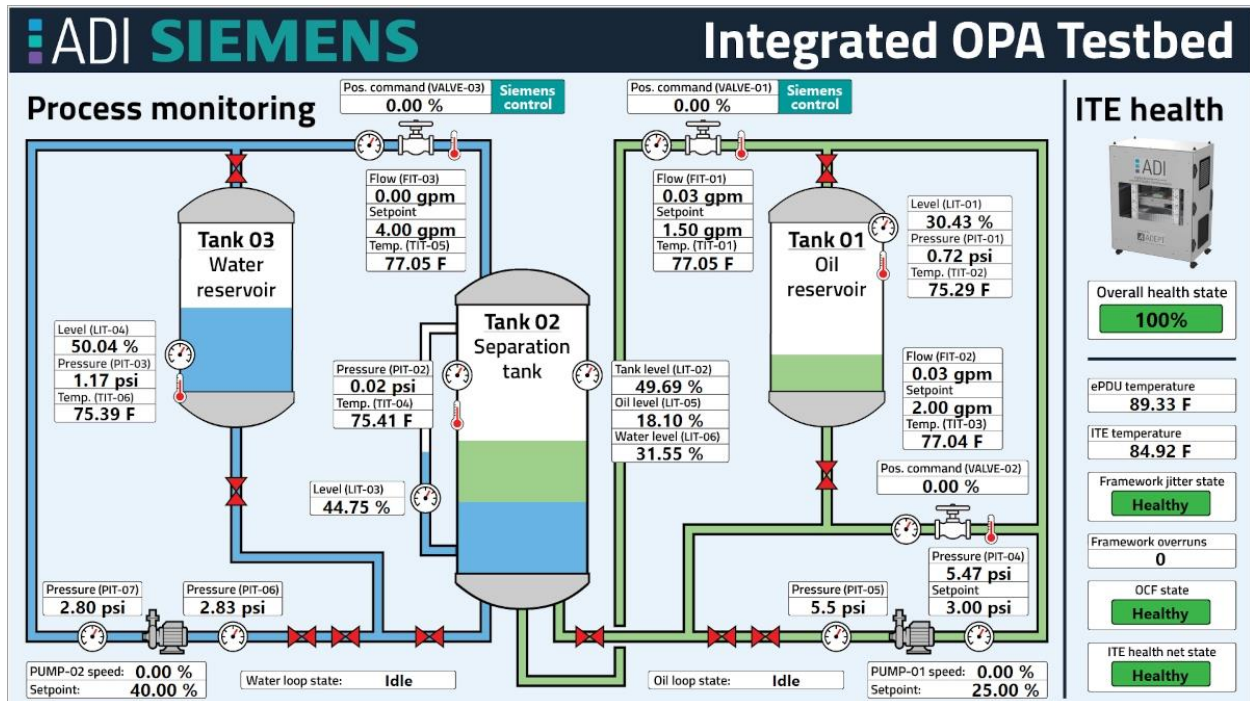 ADI SIEMENS
Integrated OPA Testbed
Process monitoring
Pos. command (VALVE-03)
0.00 %
Siemens
control
Pos. command (VALVE-01)
0.00 %
Siemens
control
ITE health
Flow (FIT-03)
0.00 gpm
Setpoint
4.00 gpm
Temp. (TIT-05)
77.05 F
Flow (FIT-01)
0.03 gpm
Setpoint
1.50 gpm
Temp. (TIT-01)
77.05 F
Tank 03
Water
reservoir
Level (LIT-04)
50.04 %
Pressure (PIT-03)
1.17 psi
Temp. (TIT-06)
75.39 F
Tank 01
Oil
reservoir
Level (LIT-01)
30.43 %
Pressure (PIT-01)
0.72 psi
Temp. (TIT-02)
75.29 F
Tank 02
Separation
tank
Pressure (PIT-02)
0.02 psi
Temp. (TIT-04)
75.41 F
Tank level (LIT-02)
49.69 %
Oil level (LIT-05)
18.10 %
Water level (LIT-06)
31.55 %
Level (LIT-03)
44.75 %
Flow (FIT-02)
0.03 gpm
Setpoint
2.00 gpm
Temp. (TIT-03)
77.04 F
Pos. command (VALVE-02)
0.00 %
Pressure (PIT-07)
2.80 psi
Pressure (PIT-06)
2.83 psi
Pressure (PIT-05)
5.5 psi
Pressure (PIT-04)
5.47 psi
Setpoint
3.00 psi
PUMP-02 speed: 0.00 %
Setpoint: 40.00 %
Water loop state: Idle
Oil loop state: Idle
PUMP-01 speed: 0.00 %
Setpoint: 25.00 %
ADI
Overall health state
100%
ePDU temperature
89.33 F
ITE temperature
84.92 F
Framework jitter state
Healthy
Framework overruns
0
OCF state
Healthy
ITE health net state
Healthy